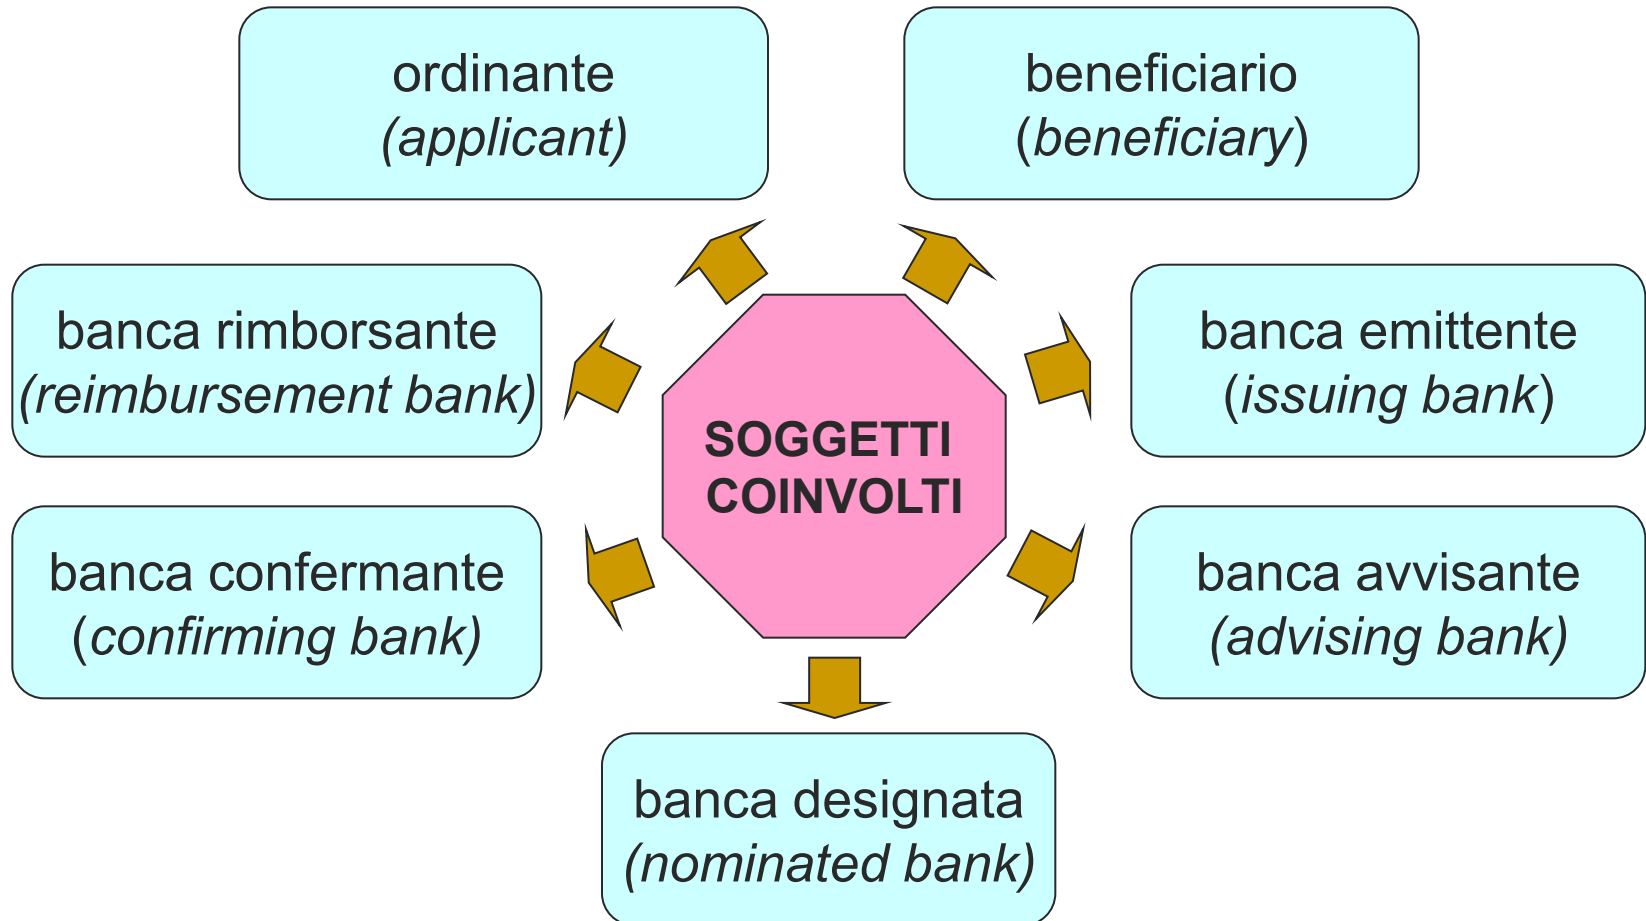 ordinante
(applicant)
beneficiario
(beneficiary)
banca rimborsante
(reimbursement bank)
banca emittente
(issuing bank)
SOGGETTI
COINVOLTI
banca confermante
(confirming bank)
banca avvisante
(advising bank)
banca designata
(nominated bank)